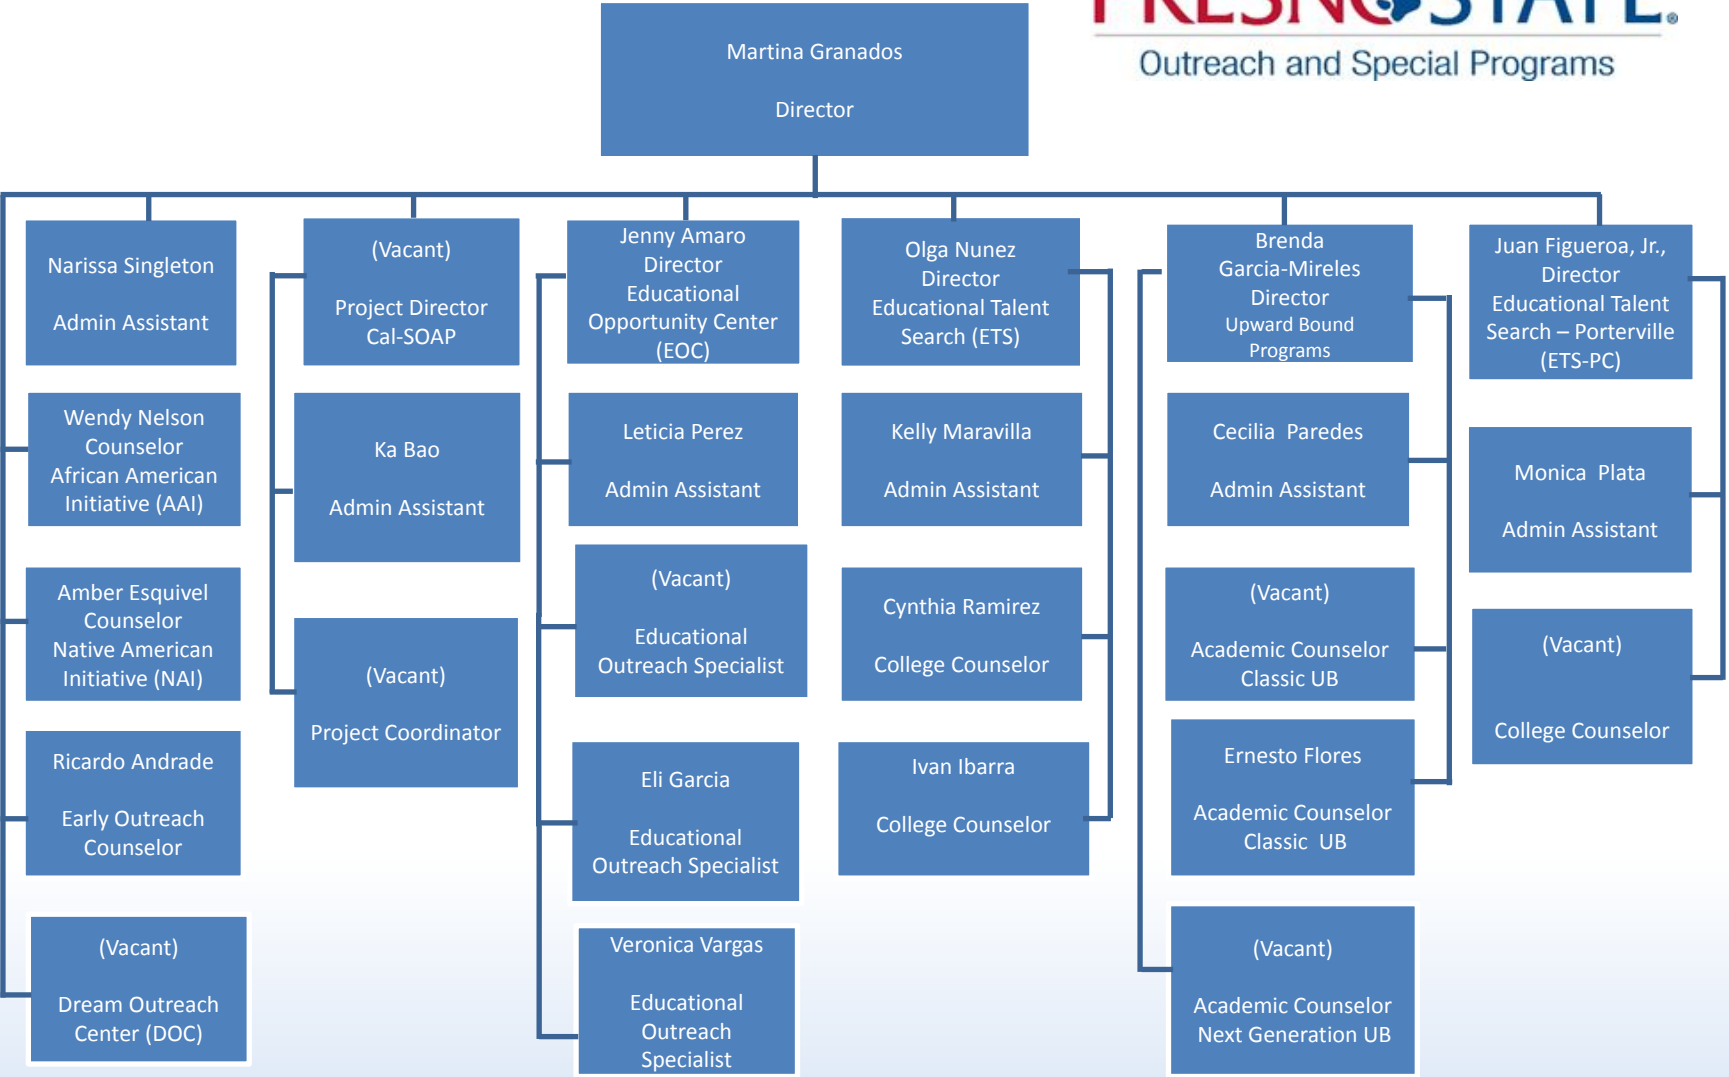 FRESNO STATE®
Outreach and Special Programs
Martina Granados
Director
Narissa Singleton
Admin Assistant
Wendy Nelson
Counselor
African American
Initiative (AAI)
Amber Esquivel
Counselor
Native American
Initiative (NAI)
Ricardo Andrade
Early Outreach
Counselor
(Vacant)
Dream Outreach
Center (DOC)
(Vacant)
Project Director
Cal-SOAP
Ka Bao
Admin Assistant
(Vacant)
Project Coordinator
Jenny Amaro
Director
Educational
Opportunity Center
(EOC)
Leticia Perez
Admin Assistant
(Vacant)
Educational
Outreach Specialist
Eli Garcia
Educational
Outreach Specialist
Veronica Vargas
Educational
Outreach
Specialist
Olga Nunez
Director
Educational Talent
Search (ETS)
Kelly Maravilla
Admin Assistant
Cynthia Ramirez
College Counselor
Ivan Ibarra
College Counselor
Brenda
Garcia-Mireles
Director
Upward Bound
Programs
Cecilia Paredes
Admin Assistant
(Vacant)
Academic Counselor
Classic UB
Ernesto Flores
Academic Counselor
Classic UB
(Vacant)
Academic Counselor
Next Generation UB
Juan Figueroa, Jr.,
Director
Educational Talent
Search – Porterville
(ETS-PC)
Monica Plata
Admin Assistant
(Vacant)
College Counselor